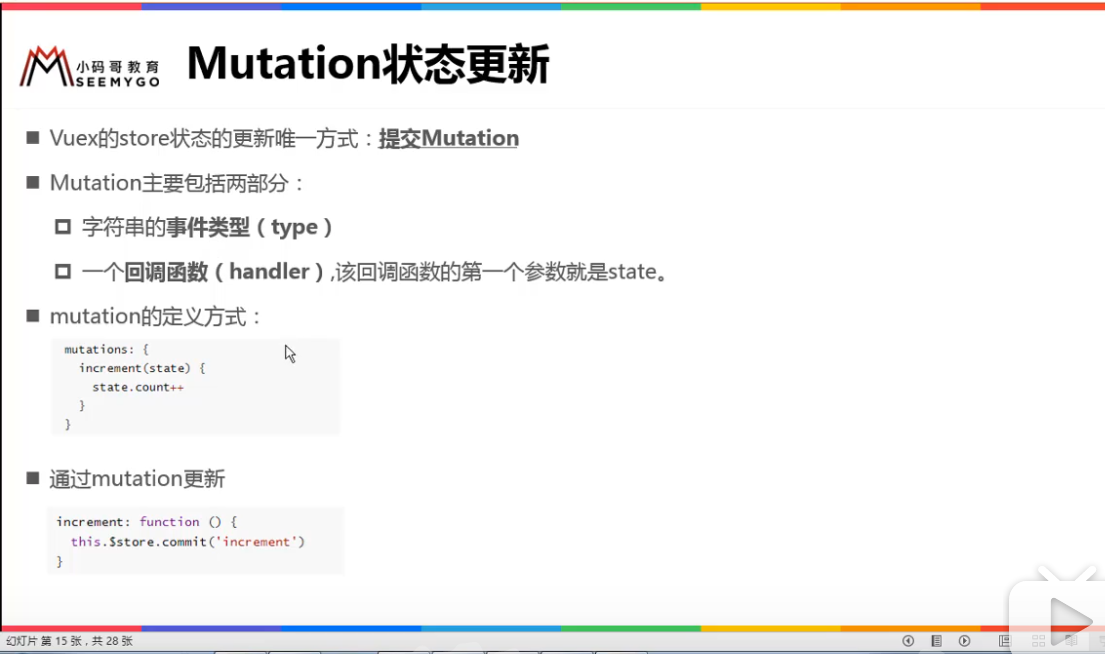 小码哥教育
SEEMYGO
Mutation状态更新
Vuex的store状态的更新唯一方式：提交Mutation
Mutation主要包括两部分：
字符串的事件类型（type）
一个回调函数（handler）,该回调函数的第一个参数就是state。
mutation的定义方式：
mutations: {
increment(state) {
state.count++
}
}
通过mutation更新
increment: function () {
this.$store.commit('increment')
}
幻灯片 第 15 张，共 28 张